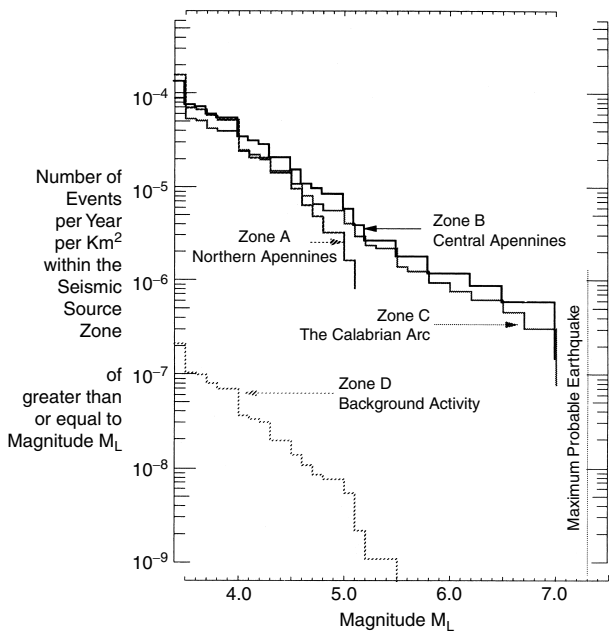 Number of
Events
per Year
per Km²
within the
Seismic
Source
Zone
of
greater than
or equal to
Magnitude M_L
10⁻⁴
10⁻⁵
10⁻⁶
10⁻⁷
10⁻⁸
10⁻⁹
Zone B
Central Apennines
Zone A
Northern Apennines
Zone C
The Calabrian Arc
Zone D
Background Activity
Maximum Probable Earthquake
4.0 5.0 6.0 7.0
Magnitude M_L